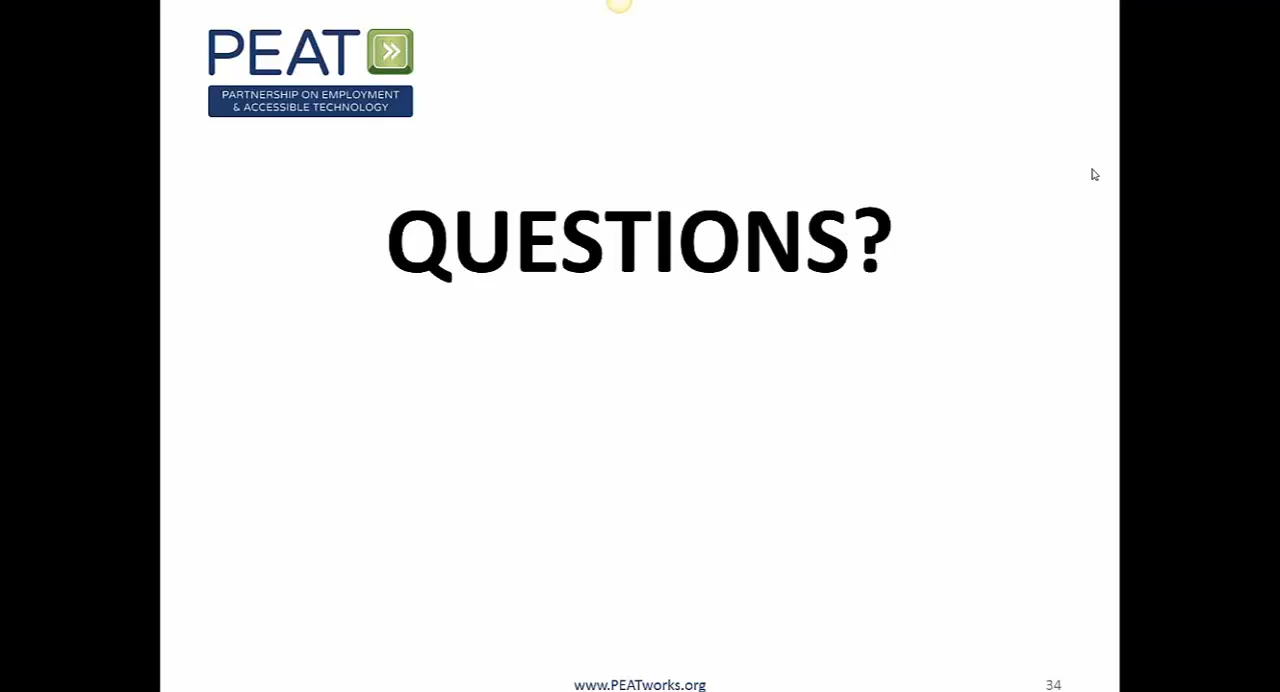 PEAT
PARTNERSHIP ON EMPLOYMENT
& ACCESSIBLE TECHNOLOGY
QUESTIONS?
www.PEATworks.org
34